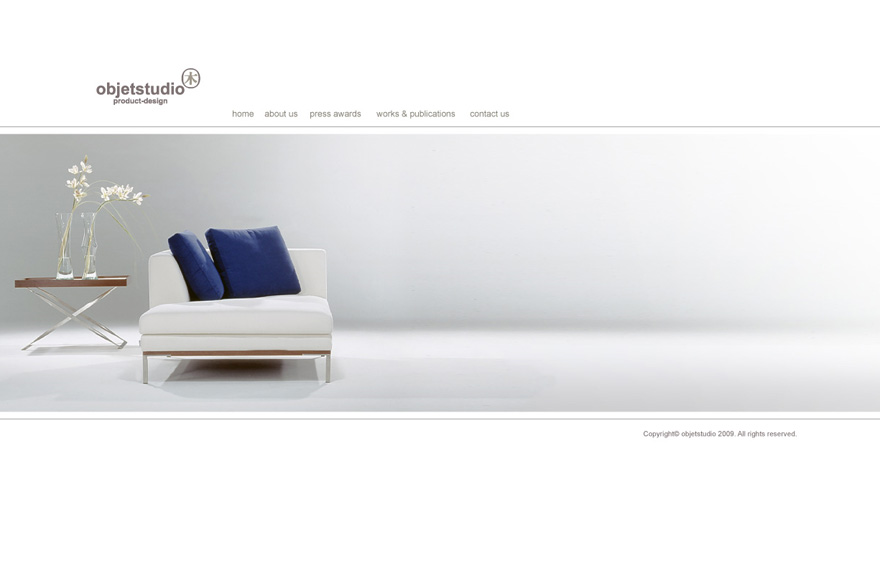 objetstudio 木
product-design
home about us press awards works & publications contact us
Copyright© objetstudio 2009. All rights reserved.